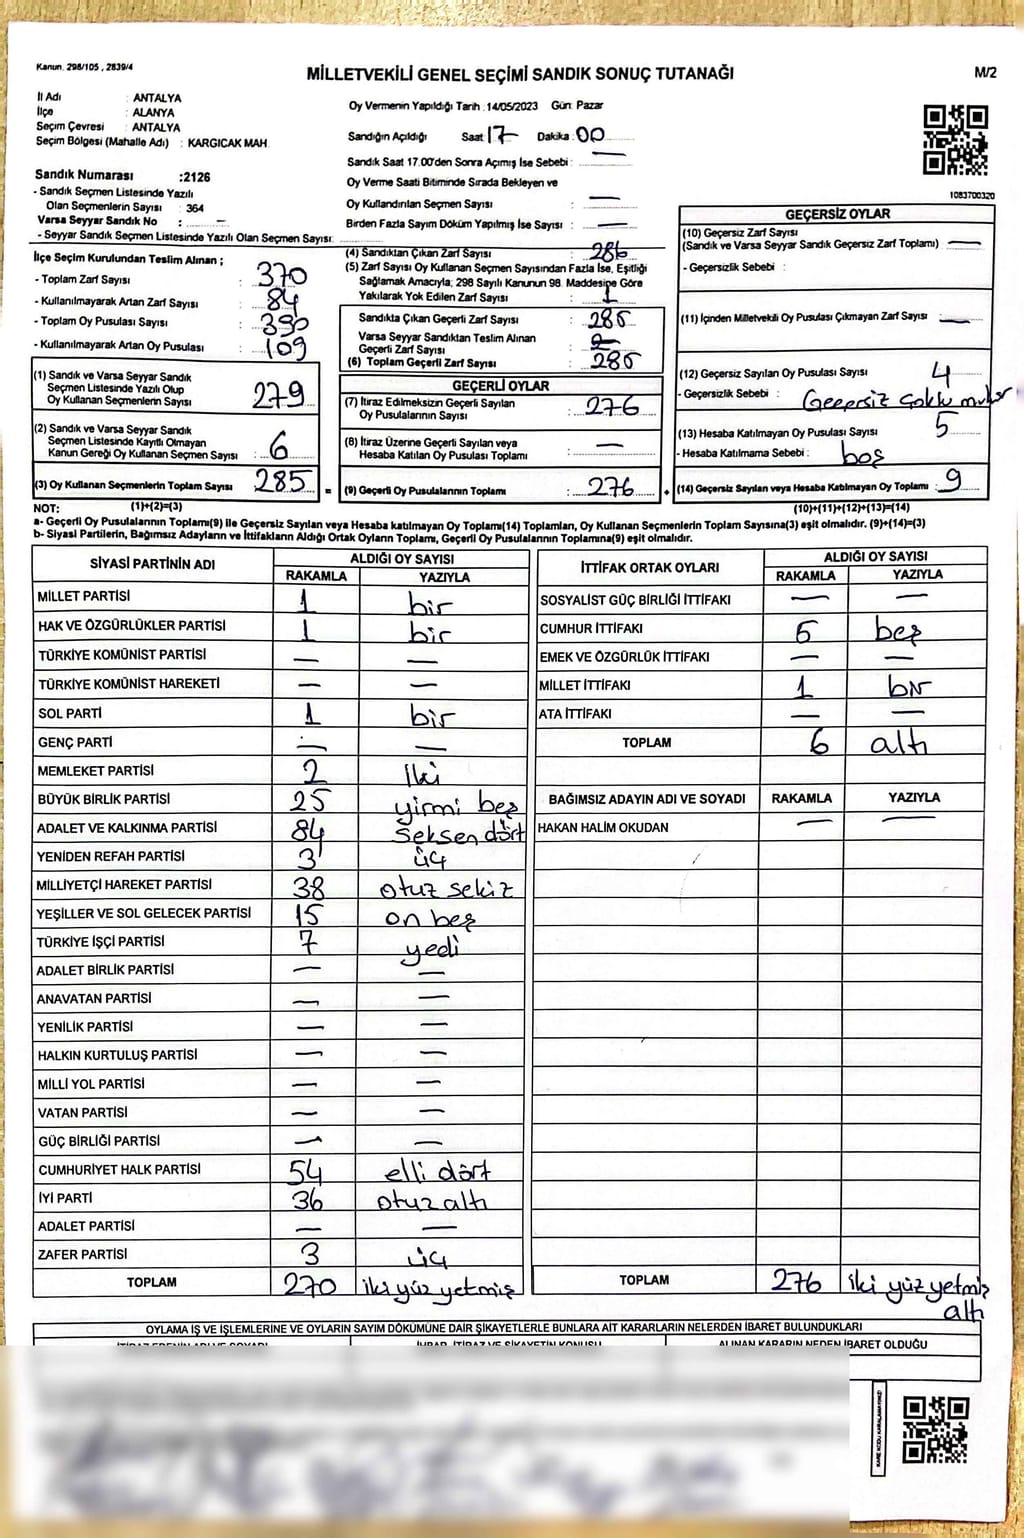 Kanun. 298/105 , 2839/4
MİLLETVEKİLİ GENEL SEÇİMİ SANDIK SONUÇ TUTANAĞI
M/2
İl Adı : ANTALYA
İlçe : ALANYA
Seçim Çevresi : ANTALYA
Seçim Bölgesi (Mahalle Adı) : KARGICAK MAH
Oy Vermenin Yapıldığı Tarih : 14/05/2023 Gün: Pazar
Sandığın Açıldığı Saat 17 Dakika : 00
Sandık Saat 17.00'den Sonra Açımış İse Sebebi : —
Oy Verme Saati Bitiminde Sırada Bekleyen ve
Oy Kullandırılan Seçmen Sayısı : —
Birden Fazla Sayım Döküm Yapılmış İse Sayısı : —
1083700320
Sandık Numarası :2126
- Sandık Seçmen Listesinde Yazılı
Olan Seçmenlerin Sayısı : 364
Varsa Seyyar Sandık No : —
- Seyyar Sandık Seçmen Listesinde Yazılı Olan Seçmen Sayısı:
İlçe Seçim Kurulundan Teslim Alınan ;
- Toplam Zarf Sayısı : 370
- Kullanılmayarak Artan Zarf Sayısı : 84
- Toplam Oy Pusulası Sayısı : 390
- Kullanılmayarak Artan Oy Pusulası : 109
(1) Sandık ve Varsa Seyyar Sandık
Seçmen Listesinde Yazılı Olup
Oy Kullanan Seçmenlerin Sayısı 279
(2) Sandık ve Varsa Seyyar Sandık
Seçmen Listesinde Kayıtlı Olmayan
Kanun Gereği Oy Kullanan Seçmen Sayısı : 6
(3) Oy Kullanan Seçmenlerin Toplam Sayısı 285
(4) Sandıktan Çıkan Zarf Sayısı : 286
(5) Zarf Sayısı Oy Kullanan Seçmen Sayısından Fazla İse, Eşitliği
Sağlamak Amacıyla; 298 Sayılı Kanunun 98. Maddesine Göre
Yakılarak Yok Edilen Zarf Sayısı : 1
Sandıkta Çıkan Geçerli Zarf Sayısı : 285
Varsa Seyyar Sandıktan Teslim Alınan
Geçerli Zarf Sayısı :
(6) Toplam Geçerli Zarf Sayısı : 285
GEÇERLİ OYLAR
(7) İtiraz Edilmeksizin Geçerli Sayılan
Oy Pusulalarının Sayısı : 276
(8) İtiraz Üzerine Geçerli Sayılan veya
Hesaba Katılan Oy Pusulası Toplamı : —
= (9) Geçerli Oy Pusulalarının Toplamı : 276
GEÇERSİZ OYLAR
(10) Geçersiz Zarf Sayısı
(Sandık ve Varsa Seyyar Sandık Geçersiz Zarf Toplamı) —
- Geçersizlik Sebebi :
(11) İçinden Milletvekili Oy Pusulası Çıkmayan Zarf Sayısı : —
(12) Geçersiz Sayılan Oy Pusulası Sayısı 4
- Geçersizlik Sebebi : Geçersiz çoklu mühür
(13) Hesaba Katılmayan Oy Pusulası Sayısı 5
- Hesaba Katılmama Sebebi : boş
+ (14) Geçersiz Sayılan veya Hesaba Katılmayan Oy Toplamı : 9
NOT: (1)+(2)=(3)
(10)+(11)+(12)+(13)=(14)
a- Geçerli Oy Pusulalarının Toplamı(9) ile Geçersiz Sayılan veya Hesaba katılmayan Oy Toplamı(14) Toplamları, Oy Kullanan Seçmenlerin Toplam Sayısına(3) eşit olmalıdır. (9)+(14)=(3)
b- Siyasi Partilerin, Bağımsız Adayların ve İttifakların Aldığı Ortak Oyların Toplamı, Geçerli Oy Pusulalarının Toplamına(9) eşit olmalıdır.
SİYASİ PARTİNİN ADI ALDIĞI OY SAYISI
RAKAMLA YAZIYLA
MİLLET PARTİSİ 1 bir
HAK VE ÖZGÜRLÜKLER PARTİSİ 1 bir
TÜRKİYE KOMÜNİST PARTİSİ — —
TÜRKİYE KOMÜNİST HAREKETİ — —
SOL PARTİ 1 bir
GENÇ PARTİ — —
MEMLEKET PARTİSİ 2 iki
BÜYÜK BİRLİK PARTİSİ 25 yirmi beş
ADALET VE KALKINMA PARTİSİ 84 seksen dört
YENİDEN REFAH PARTİSİ 3 üç
MİLLİYETÇİ HAREKET PARTİSİ 38 otuz sekiz
YEŞİLLER VE SOL GELECEK PARTİSİ 15 on beş
TÜRKİYE İŞÇİ PARTİSİ 7 yedi
ADALET BİRLİK PARTİSİ — —
ANAVATAN PARTİSİ — —
YENİLİK PARTİSİ — —
HALKIN KURTULUŞ PARTİSİ — —
MİLLİ YOL PARTİSİ — —
VATAN PARTİSİ — —
GÜÇ BİRLİĞİ PARTİSİ — —
CUMHURİYET HALK PARTİSİ 54 elli dört
İYİ PARTİ 36 otuz altı
ADALET PARTİSİ — —
ZAFER PARTİSİ 3 üç
TOPLAM 270 iki yüz yetmiş
İTTİFAK ORTAK OYLARI ALDIĞI OY SAYISI
RAKAMLA YAZIYLA
SOSYALİST GÜÇ BİRLİĞİ İTTİFAKI — —
CUMHUR İTTİFAKI 5 beş
EMEK VE ÖZGÜRLÜK İTTİFAKI — —
MİLLET İTTİFAKI 1 bir
ATA İTTİFAKI — —
TOPLAM 6 altı
BAĞIMSIZ ADAYIN ADI VE SOYADI RAKAMLA YAZIYLA
HAKAN HALİM OKUDAN — —
TOPLAM 276 iki yüz yetmiş
altı
OYLAMA İŞ VE İŞLEMLERİNE VE OYLARIN SAYIM DÖKÜMÜNE DAİR ŞİKAYETLERLE BUNLARA AİT KARARLARIN NELERDEN İBARET BULUNDUKLARI
ALINAN KARARIN NEDEN İBARET OLDUĞU
KARE KODU KARALAMAYINIZ!